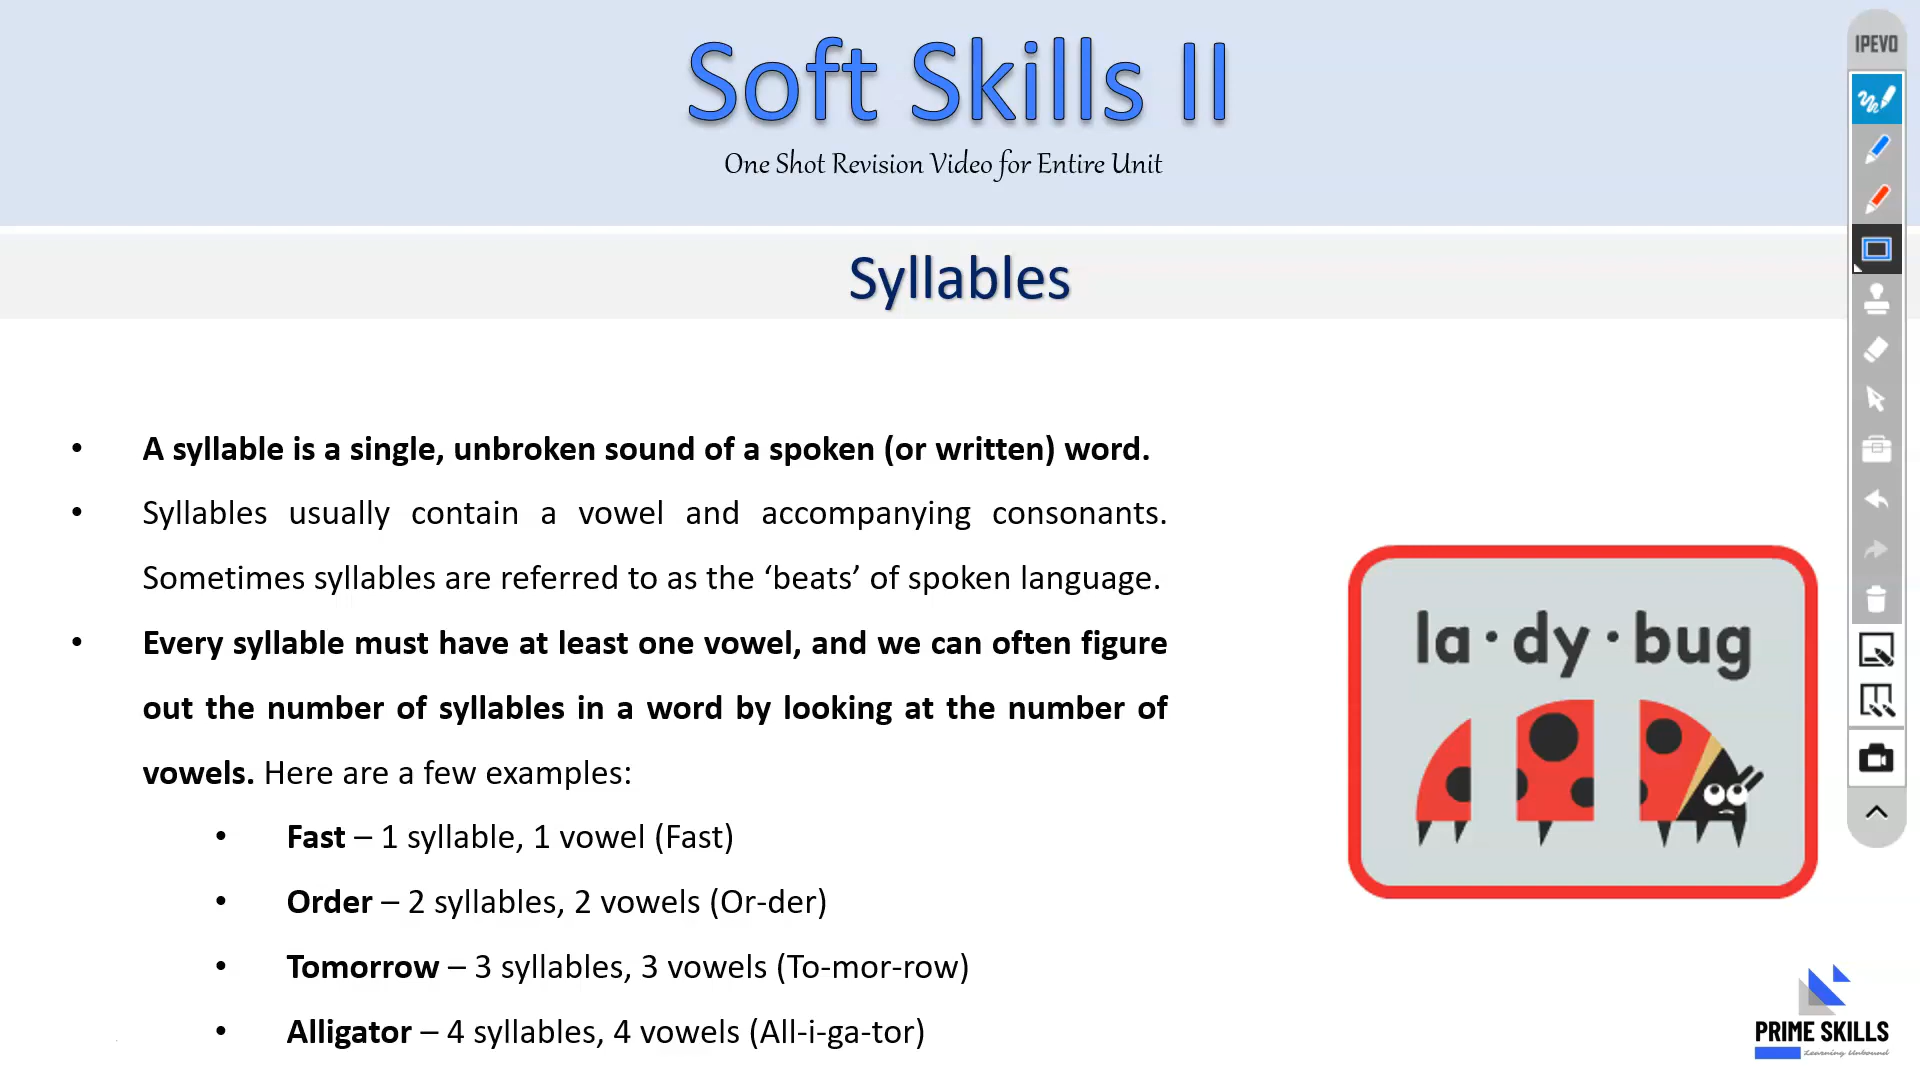 Soft Skills II
One Shot Revision Video for Entire Unit
IPEVO
Syllables
• A syllable is a single, unbroken sound of a spoken (or written) word.
• Syllables usually contain a vowel and accompanying consonants.
Sometimes syllables are referred to as the ‘beats’ of spoken language.
• Every syllable must have at least one vowel, and we can often figure
out the number of syllables in a word by looking at the number of
vowels. Here are a few examples:
• Fast – 1 syllable, 1 vowel (Fast)
• Order – 2 syllables, 2 vowels (Or-der)
• Tomorrow – 3 syllables, 3 vowels (To-mor-row)
• Alligator – 4 syllables, 4 vowels (All-i-ga-tor)
la·dy·bug
PRIME SKILLS
Learning Unbound